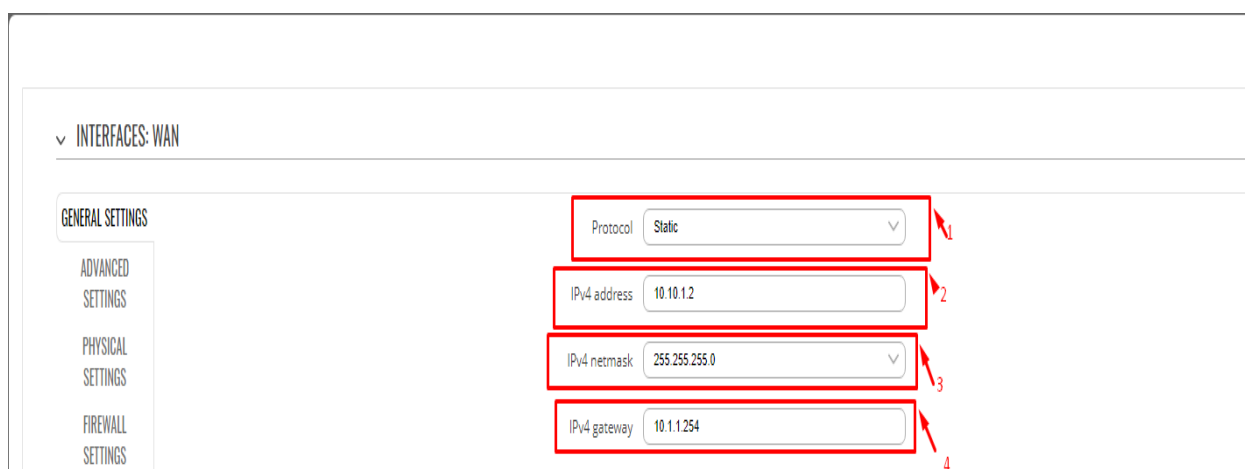 INTERFACES: WAN
GENERAL SETTINGS
Protocol Static 1
ADVANCED
SETTINGS
IPv4 address 10.10.1.2 2
PHYSICAL
SETTINGS
IPv4 netmask 255.255.255.0 3
FIREWALL
SETTINGS
IPv4 gateway 10.1.1.254 4